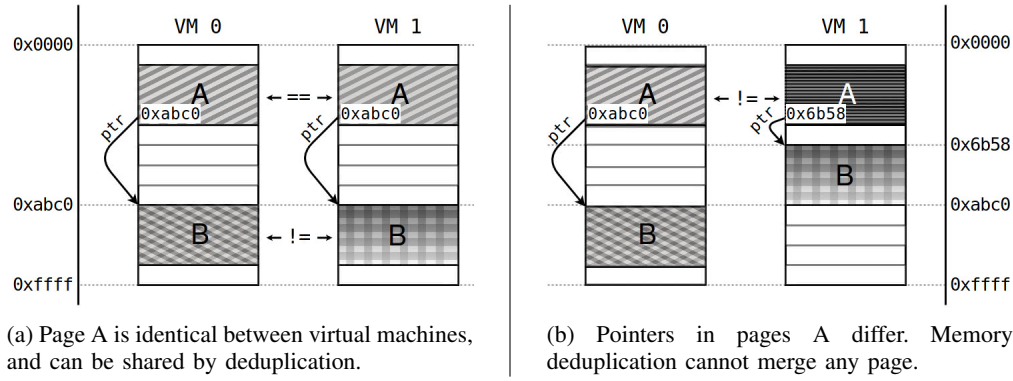 VM 0 VM 1
0x0000
A == A
0xabc0 0xabc0
ptr ptr
0xabc0
B != B
0xffff
(a) Page A is identical between virtual machines,
and can be shared by deduplication.
VM 0 VM 1
0x0000
A != A
0xabc0 0x6b58
ptr ptr
0x6b58
B
0xabc0
B
0xffff
(b) Pointers in pages A differ. Memory
deduplication cannot merge any page.